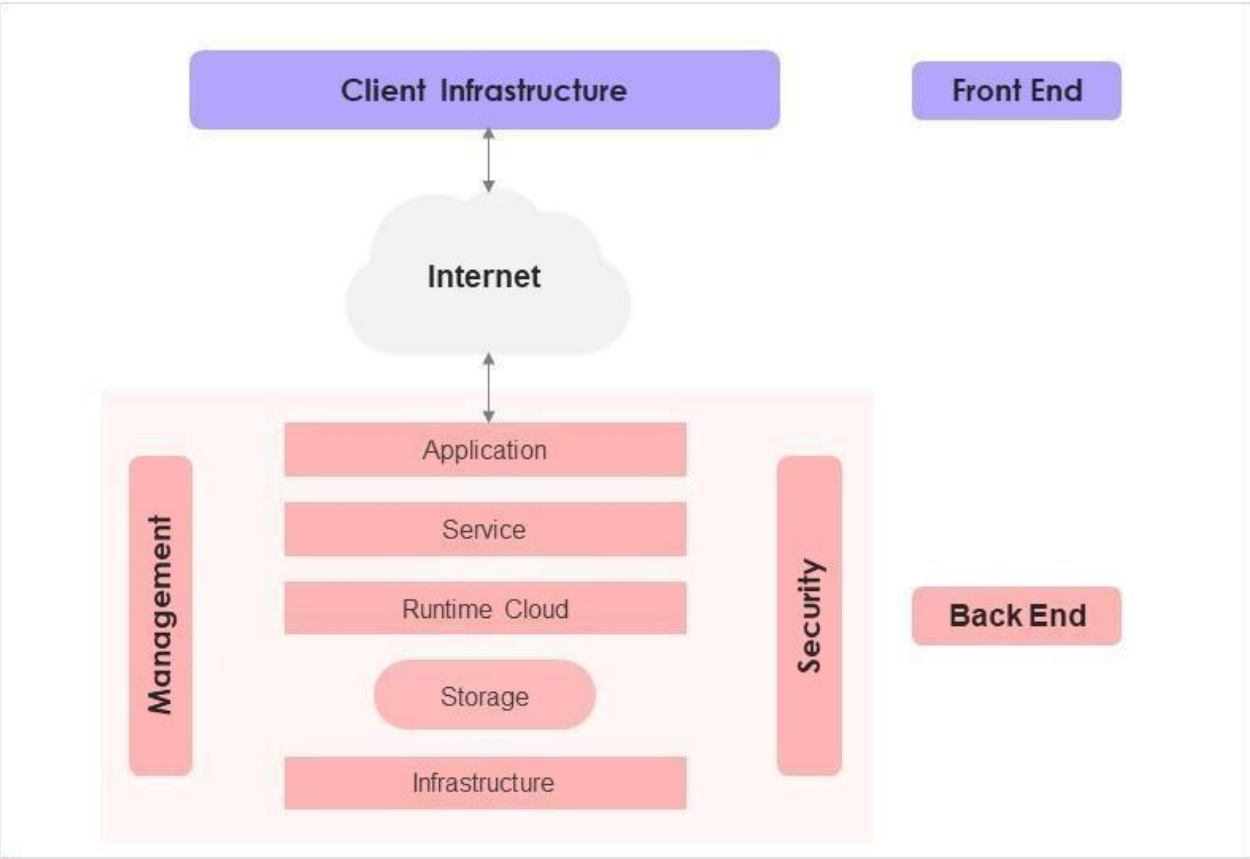 Client Infrastructure
Front End
Internet
Application
Service
Runtime Cloud
Storage
Infrastructure
Management
Security
Back End